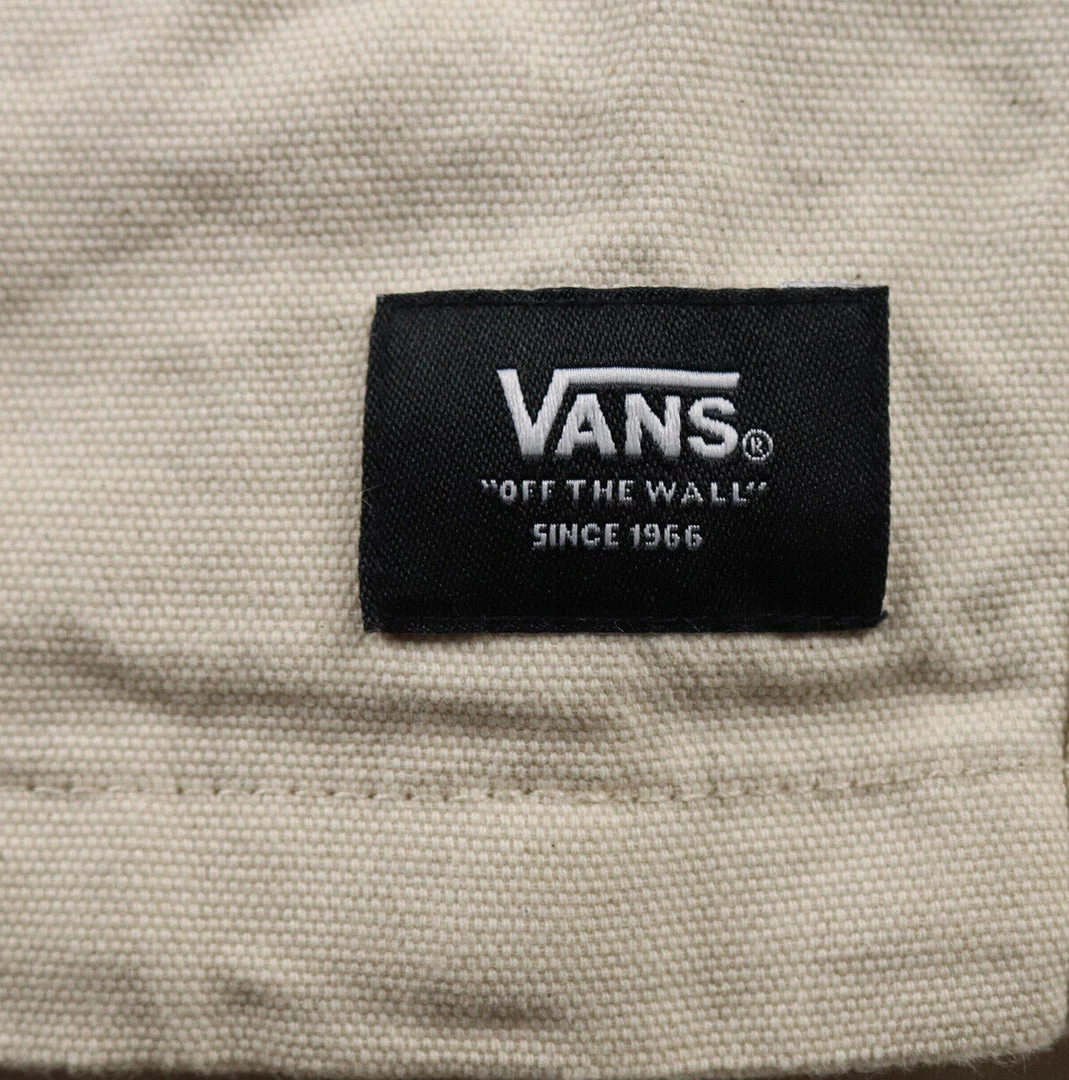 VANS®
"OFF THE WALL"
SINCE 1966